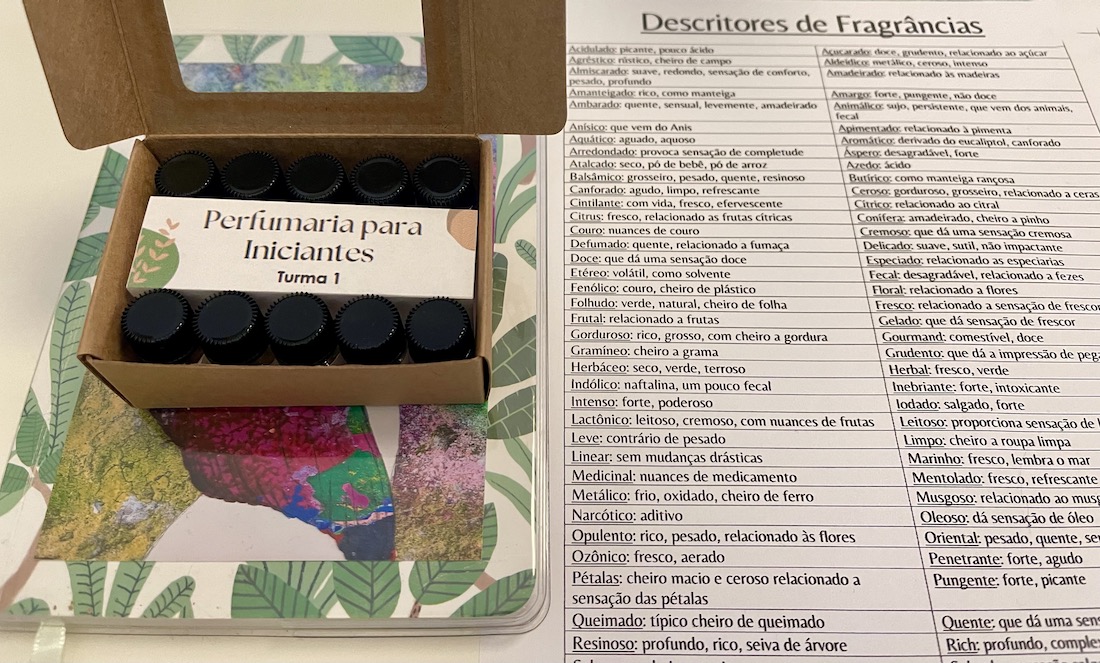 Perfumaria para
Iniciantes
Turma 1
Descritores de Fragrâncias
Acidulado: picante, pouco ácido
Agréstico: rústico, cheiro de campo
Almiscarado: suave, redondo, sensação de conforto,
pesado, profundo
Amanteigado: rico, como manteiga
Ambarado: quente, sensual, levemente, amadeirado
Anísico: que vem do Anis
Aquático: aguado, aquoso
Arredondado: provoca sensação de completude
Atalcado: seco, pó de bebê, pó de arroz
Balsâmico: grosseiro, pesado, quente, resinoso
Canforado: agudo, limpo, refrescante
Cintilante: com vida, fresco, efervescente
Citrus: fresco, relacionado as frutas cítricas
Couro: nuances de couro
Defumado: quente, relacionado a fumaça
Doce: que dá uma sensação doce
Etéreo: volátil, como solvente
Fenólico: couro, cheiro de plástico
Folhudo: verde, natural, cheiro de folha
Frutal: relacionado a frutas
Gorduroso: rico, grosso, com cheiro a gordura
Gramíneo: cheiro a grama
Herbáceo: seco, verde, terroso
Indólico: naftalina, um pouco fecal
Intenso: forte, poderoso
Lactônico: leitoso, cremoso, com nuances de frutas
Leve: contrário de pesado
Linear: sem mudanças drásticas
Medicinal: nuances de medicamento
Metálico: frio, oxidado, cheiro de ferro
Narcótico: aditivo
Opulento: rico, pesado, relacionado às flores
Ozônico: fresco, aerado
Pétalas: cheiro macio e ceroso relacionado a
sensação das pétalas
Queimado: típico cheiro de queimado
Resinoso: profundo, rico, seiva de árvore
Açucarado: doce, grudento, relacionado ao açúcar
Aldeídico: metálico, ceroso, intenso
Amadeirado: relacionado às madeiras
Amargo: forte, pungente, não doce
Animálico: sujo, persistente, que vem dos animais,
fecal
Apimentado: relacionado à pimenta
Aromático: derivado do eucaliptol, canforado
Áspero: desagradável, forte
Azedo: ácido
Butírico: como manteiga rançosa
Ceroso: gorduroso, grosseiro, relacionado a ceras
Cítrico: relacionado ao citral
Conífera: amadeirado, cheiro a pinho
Cremoso: que dá uma sensação cremosa
Delicado: suave, sutil, não impactante
Especiado: relacionado as especiarias
Fecal: desagradável, relacionado a fezes
Floral: relacionado a flores
Fresco: relacionado a sensação de frescor
Gelado: que dá sensação de frescor
Gourmand: comestível, doce
Grudento: que dá a impressão de
Herbal: fresco, verde
Inebriante: forte, intoxicante
Iodado: salgado, forte
Leitoso: proporciona sensação de
Limpo: cheiro a roupa limpa
Marinho: fresco, lembra o mar
Mentolado: fresco, refrescante
Musgoso: relacionado ao
Oleoso: dá sensação de óleo
Oriental: pesado, quente,
Penetrante: forte, agudo
Pungente: forte, picante
Quente: que dá uma
Rich: profundo,